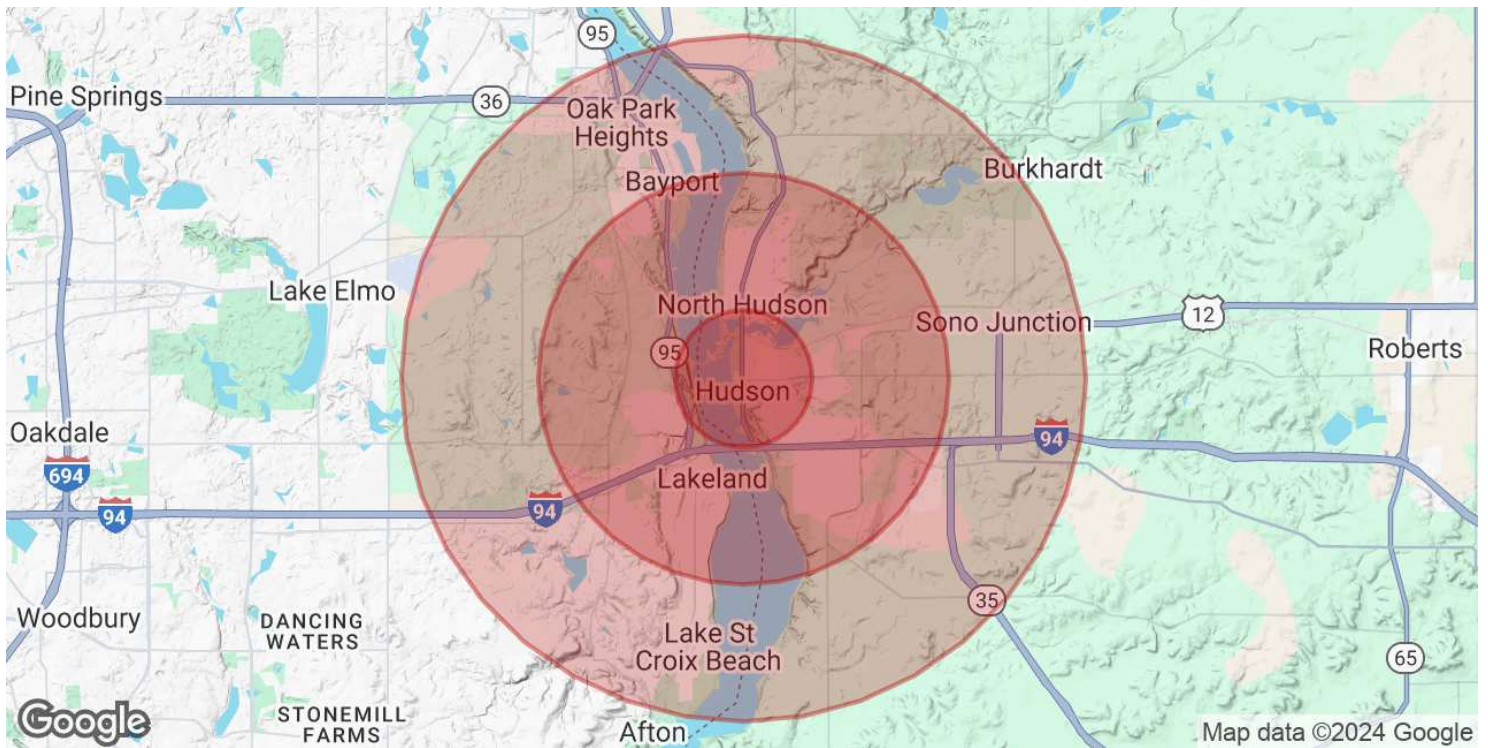 95
Pine Springs
36
Oak Park
Heights
Burkhardt
Bayport
Lake Elmo
North Hudson
12
Sono Junction
95
Roberts
Hudson
Oakdale
94
694
Lakeland
94
94
35
Woodbury
DANCING
WATERS
Lake St
Croix Beach
65
STONEMILL
FARMS
Google
Afton
Map data ©2024 Google